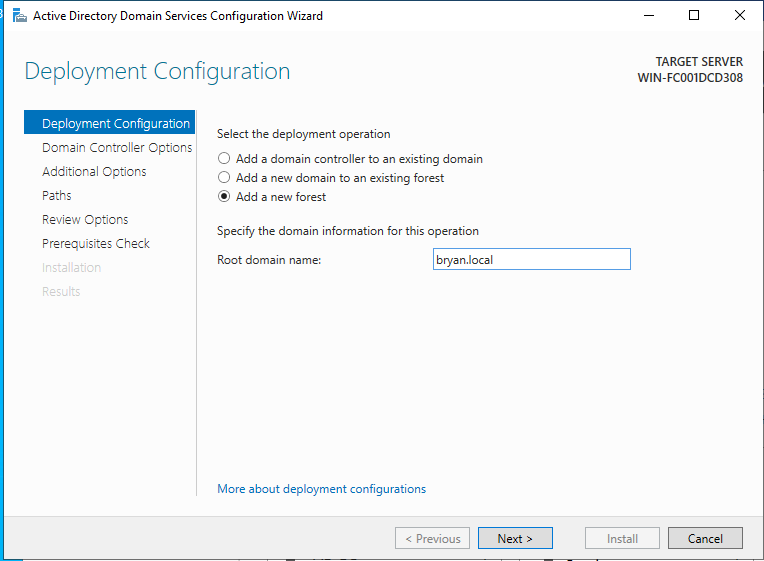 Active Directory Domain Services Configuration Wizard
Deployment Configuration
TARGET SERVER
WIN-FC001DCD308
Deployment Configuration
Domain Controller Options
Additional Options
Paths
Review Options
Prerequisites Check
Installation
Results
Select the deployment operation
Add a domain controller to an existing domain
Add a new domain to an existing forest
Add a new forest
Specify the domain information for this operation
Root domain name:
bryan.local
More about deployment configurations
< Previous
Next >
Install
Cancel